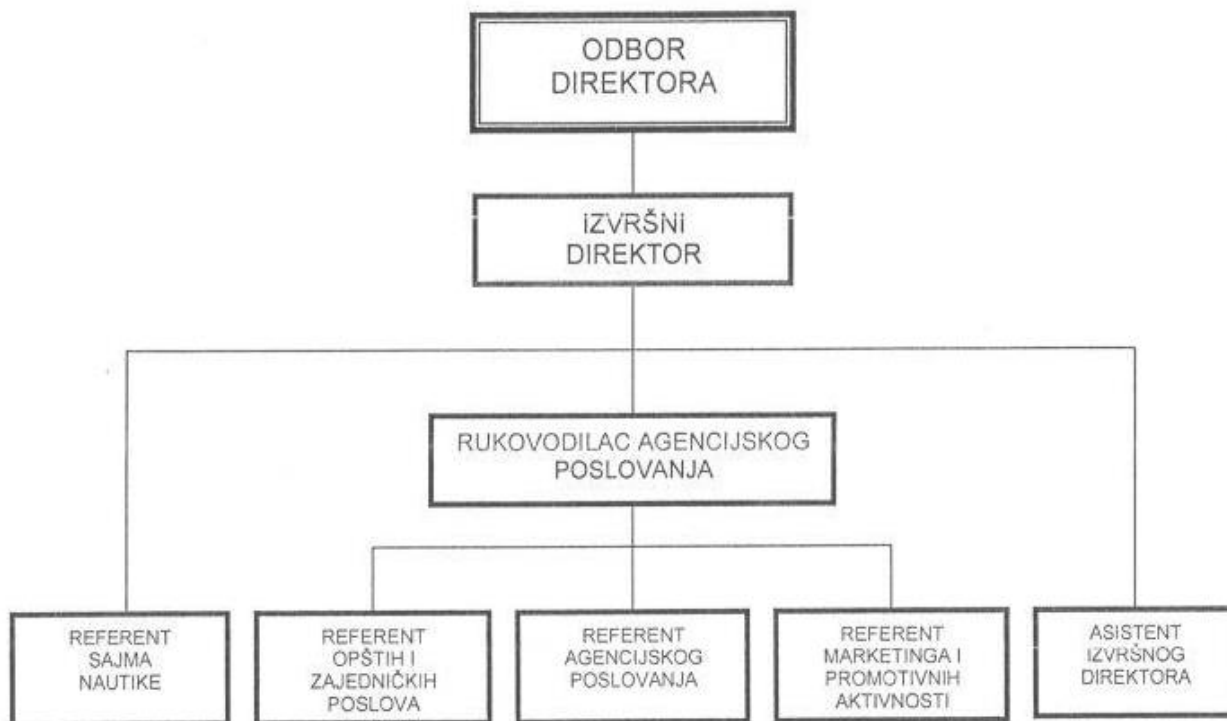 ODBOR
DIREKTORA
iZVRŠNI
DIREKTOR
RUKOVODILAC AGENCIJSKOG
POSLOVANJA
REFERENT
SAJMA
NAUTIKE
REFERENT
OPŠTIH I
ZAJEDNIČKIH
POSLOVA
REFERENT
AGENCIJSKOG
POSLOVANJA
REFERENT
MARKETINGA I
PROMOTIVNIH
AKTIVNOSTI
ASISTENT
IZVRŠNOG
DIREKTORA